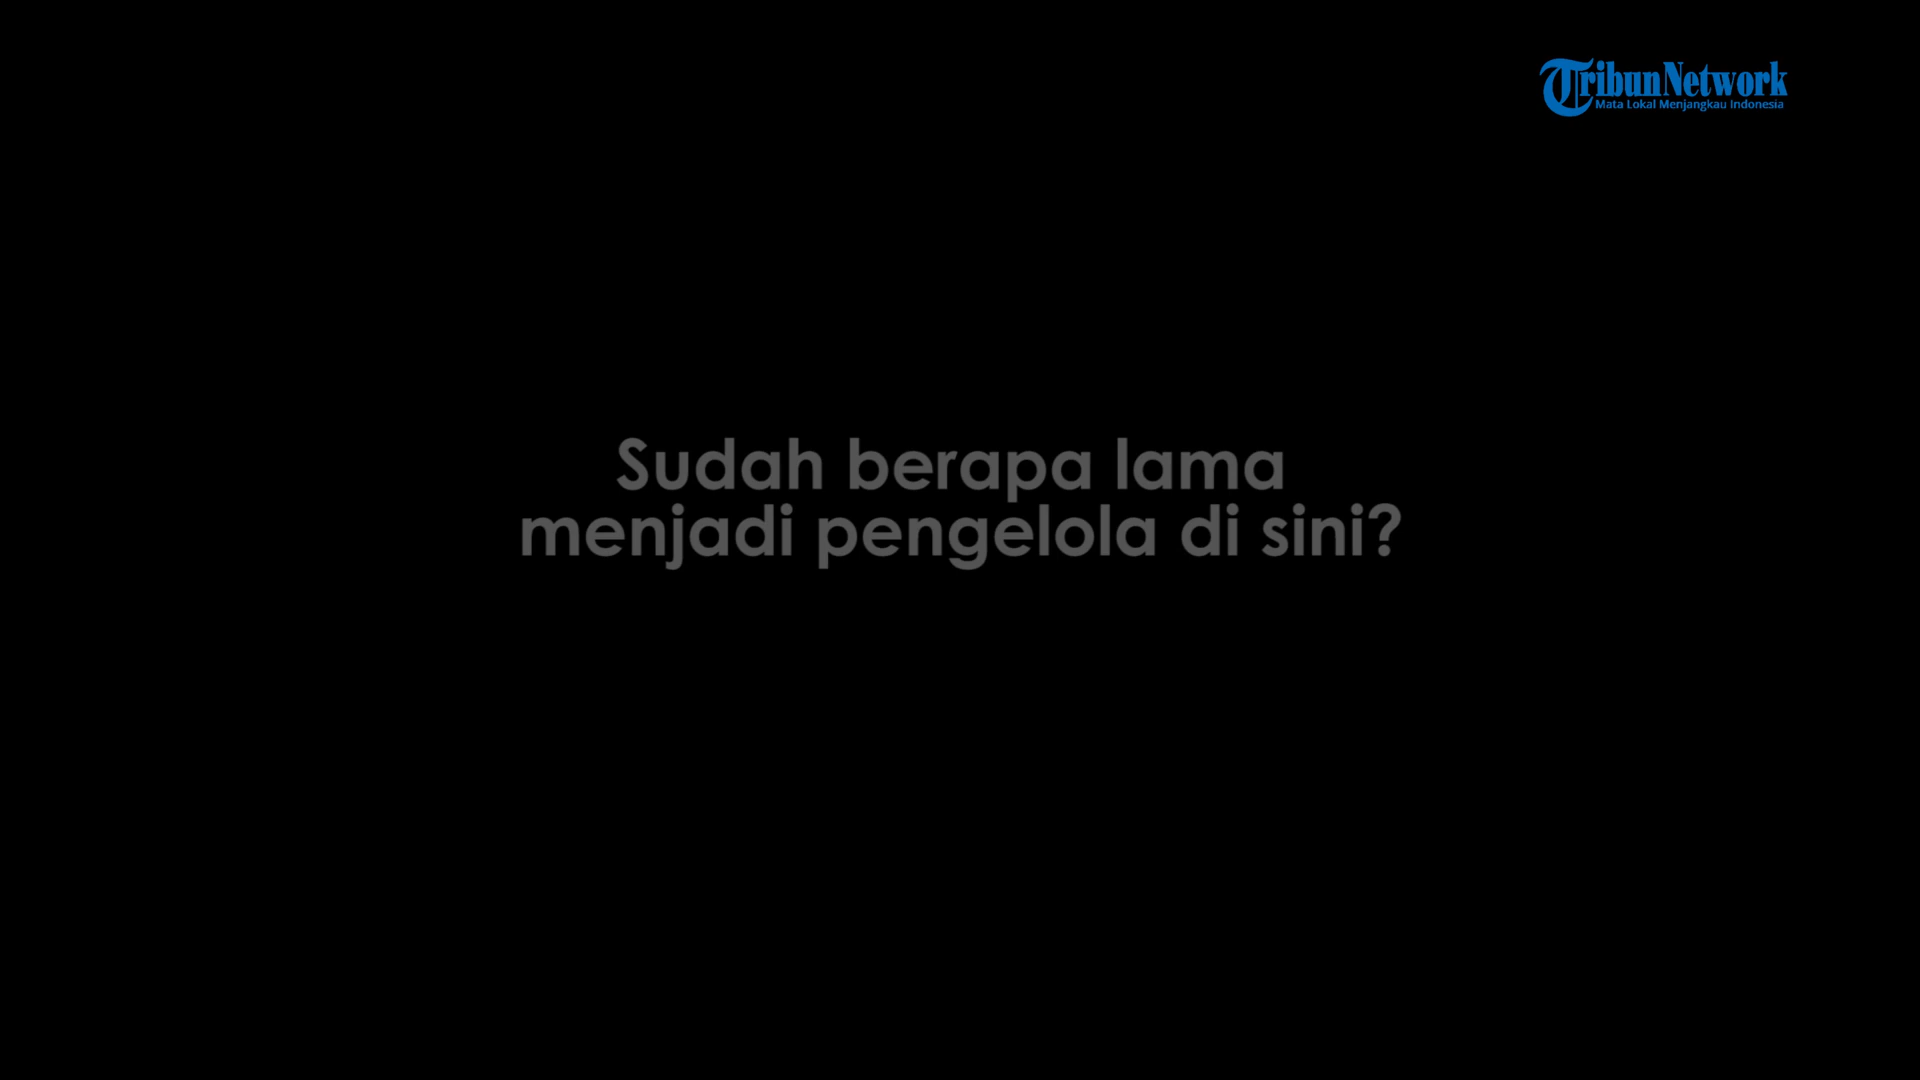 TribunNetwork
Mata Lokal Menjangkau Indonesia
Sudah berapa lama
menjadi pengelola di sini?